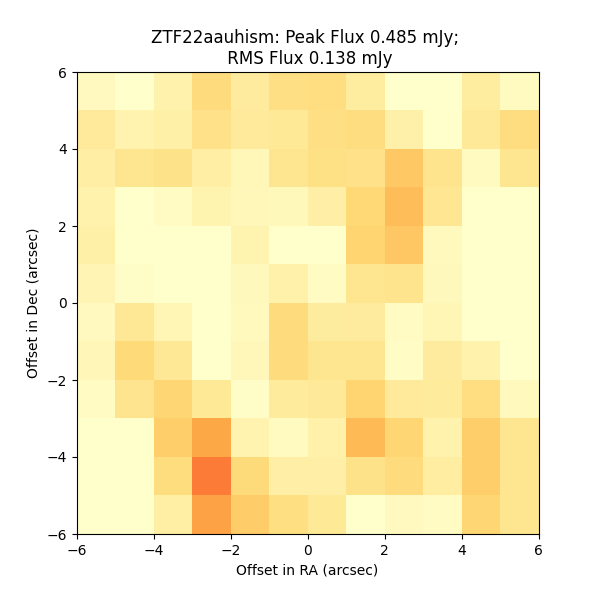 ZTF22aauhism: Peak Flux 0.485 mJy;
RMS Flux 0.138 mJy
6
4
2
0
−2
−4
−6
Offset in Dec (arcsec)
−6 −4 −2 0 2 4 6
Offset in RA (arcsec)